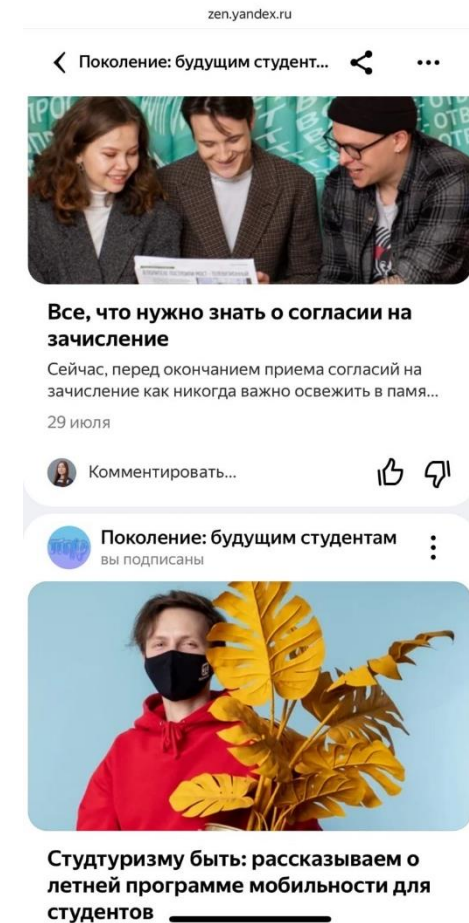 zen.yandex.ru
Поколение: будущим студент...
Все, что нужно знать о согласии на
зачисление
Сейчас, перед окончанием приема согласий на
зачисление как никогда важно освежить в памя...
29 июля
Комментировать...
Поколение: будущим студентам
вы подписаны
Студтуризму быть: рассказываем о
летней программе мобильности для
студентов